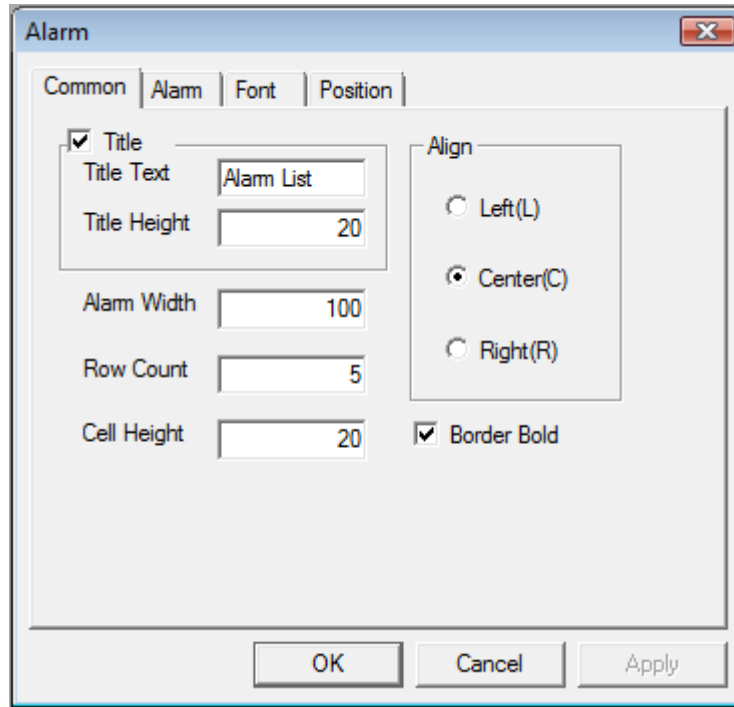 Alarm
Common Alarm Font Position
Title
Title Text Alarm List
Title Height 20
Alarm Width 100
Row Count 5
Cell Height 20
Align
Left(L)
Center(C)
Right(R)
Border Bold
OK Cancel Apply